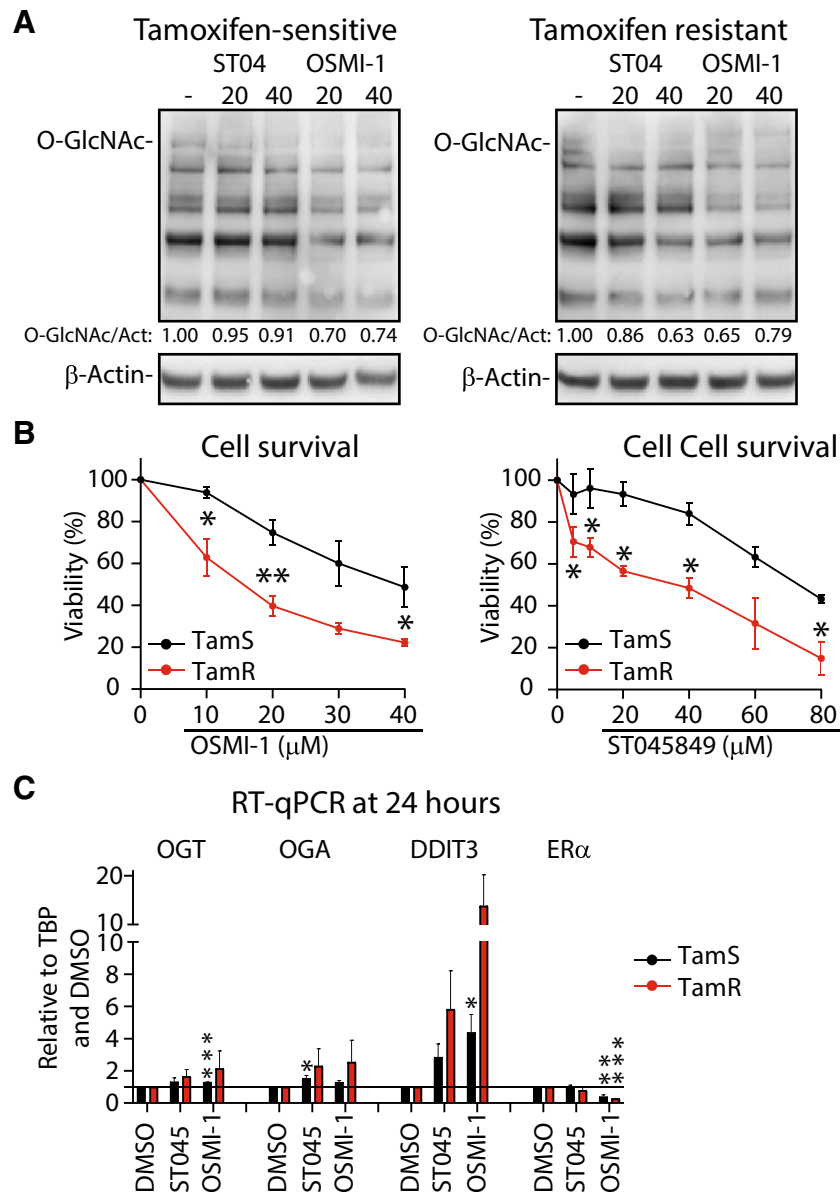 A
Tamoxifen-sensitive
ST04 OSMI-1
- 20 40 20 40
O-GlcNAc-
O-GlcNAc/Act: 1.00 0.95 0.91 0.70 0.74
β-Actin-
Tamoxifen resistant
ST04 OSMI-1
- 20 40 20 40
O-GlcNAc-
O-GlcNAc/Act: 1.00 0.86 0.63 0.65 0.79
β-Actin-
B
Cell survival
Viability (%)
100
80
60
40
20
0
* ** *
TamS
TamR
0 10 20 30 40
OSMI-1 (μM)
Cell Cell survival
Viability (%)
100
80
60
40
20
0
* * * * *
TamS
TamR
0 20 40 60 80
ST045849 (μM)
C
RT-qPCR at 24 hours
OGT OGA DDIT3 ERα
Relative to TBP
and DMSO
20
10
10
8
6
4
2
0
*** * * ** ***
TamS
TamR
DMSO ST045 OSMI-1 DMSO ST045 OSMI-1 DMSO ST045 OSMI-1 DMSO ST045 OSMI-1